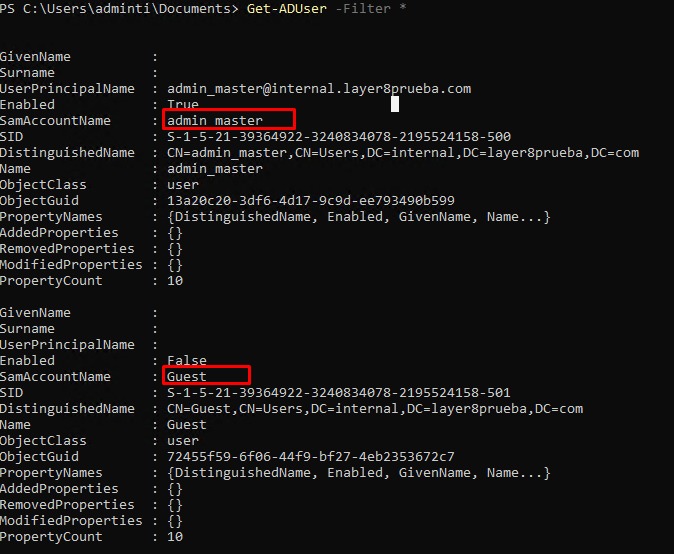 PS C:\Users\adminti\Documents> Get-ADUser -Filter *
GivenName :
Surname :
UserPrincipalName : admin_master@internal.layer8prueba.com
Enabled : True
SamAccountName : admin_master
SID : S-1-5-21-39364922-3240834078-2195524158-500
DistinguishedName : CN=admin_master,CN=Users,DC=internal,DC=layer8prueba,DC=com
Name : admin_master
ObjectClass : user
ObjectGuid : 13a20c20-3df6-4d17-9c9d-ee793490b599
PropertyNames : {DistinguishedName, Enabled, GivenName, Name...}
AddedProperties : {}
RemovedProperties : {}
ModifiedProperties : {}
PropertyCount : 10
GivenName :
Surname :
UserPrincipalName :
Enabled : False
SamAccountName : Guest
SID : S-1-5-21-39364922-3240834078-2195524158-501
DistinguishedName : CN=Guest,CN=Users,DC=internal,DC=layer8prueba,DC=com
Name : Guest
ObjectClass : user
ObjectGuid : 72455f59-6f06-44f9-bf27-4eb2353672c7
PropertyNames : {DistinguishedName, Enabled, GivenName, Name...}
AddedProperties : {}
RemovedProperties : {}
ModifiedProperties : {}
PropertyCount : 10